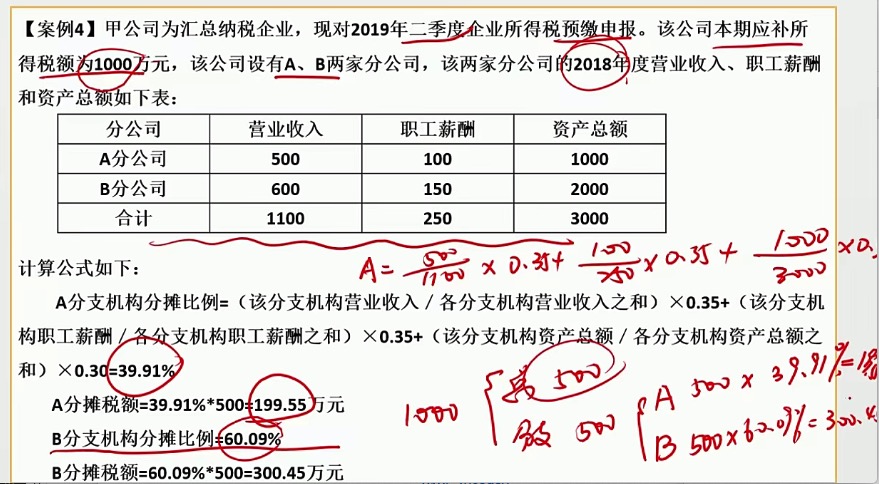 【案例4】甲公司为汇总纳税企业，现对2019年二季度企业所得税预缴申报。该公司本期应补所
得税额为1000万元，该公司设有A、B两家分公司，该两家分公司的2018年度营业收入、职工薪酬
和资产总额如下表：
分公司 营业收入 职工薪酬 资产总额
A分公司 500 100 1000
B分公司 600 150 2000
合计 1100 250 3000
A= 500/1100 × 0.35+ 100/250 × 0.35 + 1000/3000 ×0.
计算公式如下：
A分支机构分摊比例=（该分支机构营业收入/各分支机构营业收入之和）×0.35+（该分支机
构职工薪酬/各分支机构职工薪酬之和）×0.35+（该分支机构资产总额/各分支机构资产总额之
和）×0.30=39.91%
A分摊税额=39.91%*500=199.55万元
B分支机构分摊比例=60.09%
B分摊税额=60.09%*500=300.45万元
1000
总 500
分支 500
A 500 × 39.91%=
B 500×60.09%=300.4